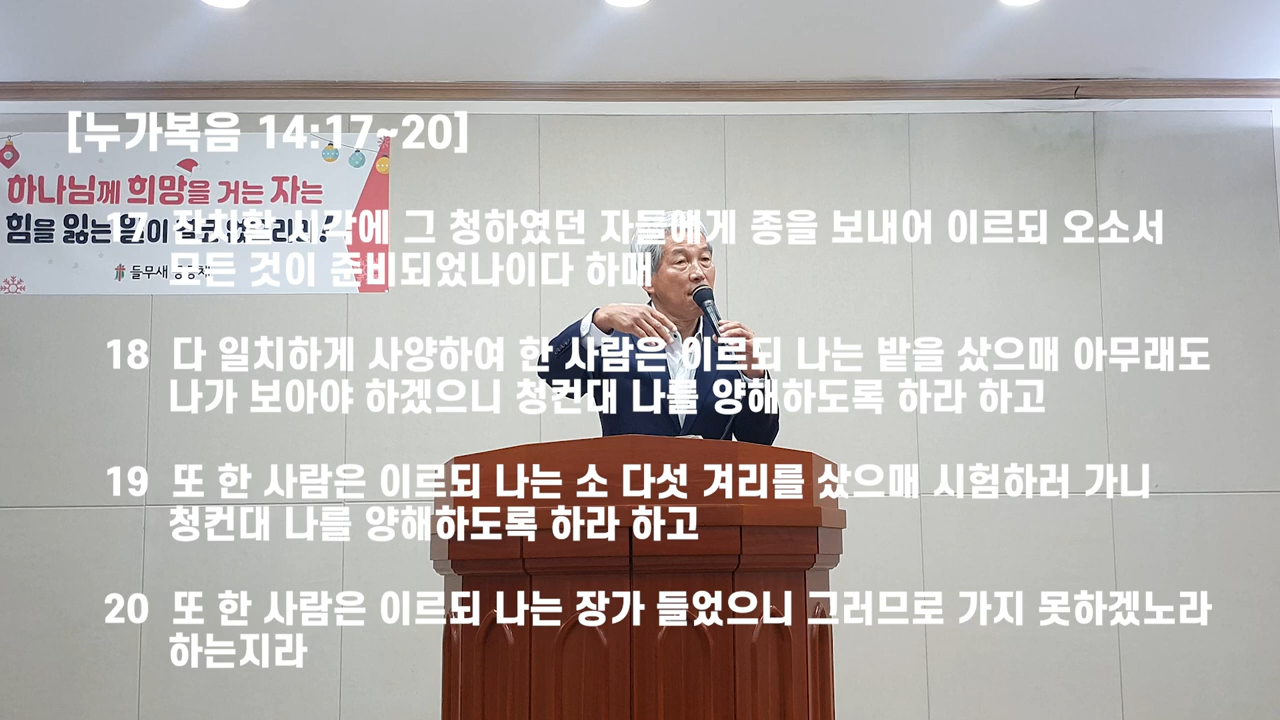 [누가복음 14:17~20]
하나님께 희망을 거는 자는
힘을 잃는 일이
들무새
17 잔치할 시각에 그 청하였던 자들에게 종을 보내어 이르되 오소서
모든 것이 준비되었나이다 하매
18 다 일치하게 사양하여 한 사람은 이르되 나는 밭을 샀으매 아무래도
나가 보아야 하겠으니 청컨대 나를 양해하도록 하라 하고
19 또 한 사람은 이르되 나는 소 다섯 겨리를 샀으매 시험하러 가니
청컨대 나를 양해하도록 하라 하고
20 또 한 사람은 이르되 나는 장가 들었으니 그러므로 가지 못하겠노라
하는지라